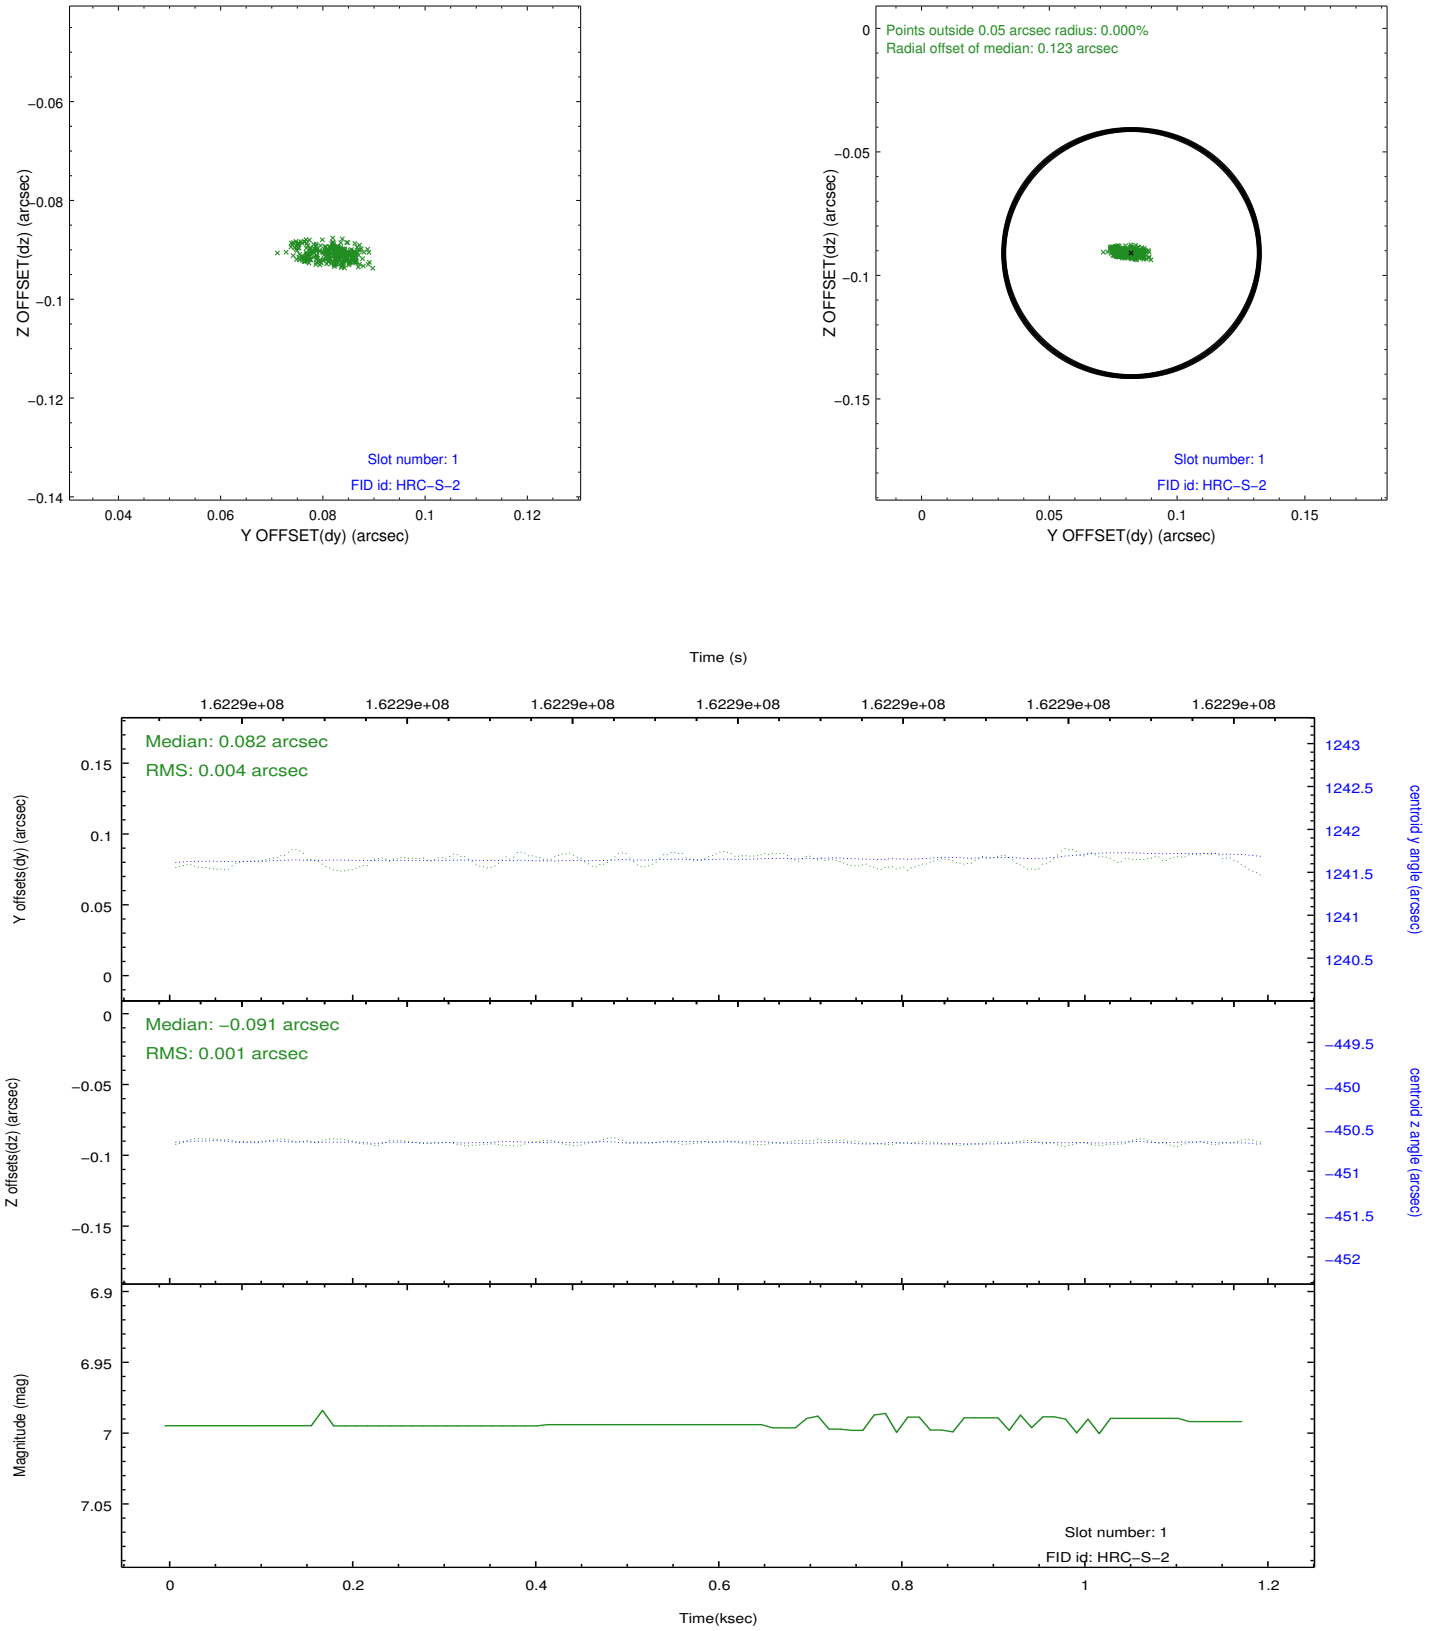 −0.06
−0.08
−0.1
−0.12
−0.14
Z OFFSET(dz) (arcsec)
Slot number: 1
FID id: HRC−S−2
0.04 0.06 0.08 0.1 0.12
Y OFFSET(dy) (arcsec)
Points outside 0.05 arcsec radius: 0.000%
Radial offset of median: 0.123 arcsec
0
−0.05
−0.1
−0.15
Z OFFSET(dz) (arcsec)
Slot number: 1
FID id: HRC−S−2
0 0.05 0.1 0.15
Y OFFSET(dy) (arcsec)
Time (s)
1.6229e+08 1.6229e+08 1.6229e+08 1.6229e+08 1.6229e+08 1.6229e+08 1.6229e+08
Median: 0.082 arcsec
RMS: 0.004 arcsec
0.15
0.1
0.05
0
Y offsets(dy) (arcsec)
1243
1242.5
1242
1241.5
1241
1240.5
centroid y angle (arcsec)
Median: −0.091 arcsec
RMS: 0.001 arcsec
0
−0.05
−0.1
−0.15
Z offsets(dz) (arcsec)
−449.5
−450
−450.5
−451
−451.5
−452
centroid z angle (arcsec)
6.9
6.95
7
7.05
Magnitude (mag)
Slot number: 1
FID id: HRC−S−2
0 0.2 0.4 0.6 0.8 1 1.2
Time(ksec)